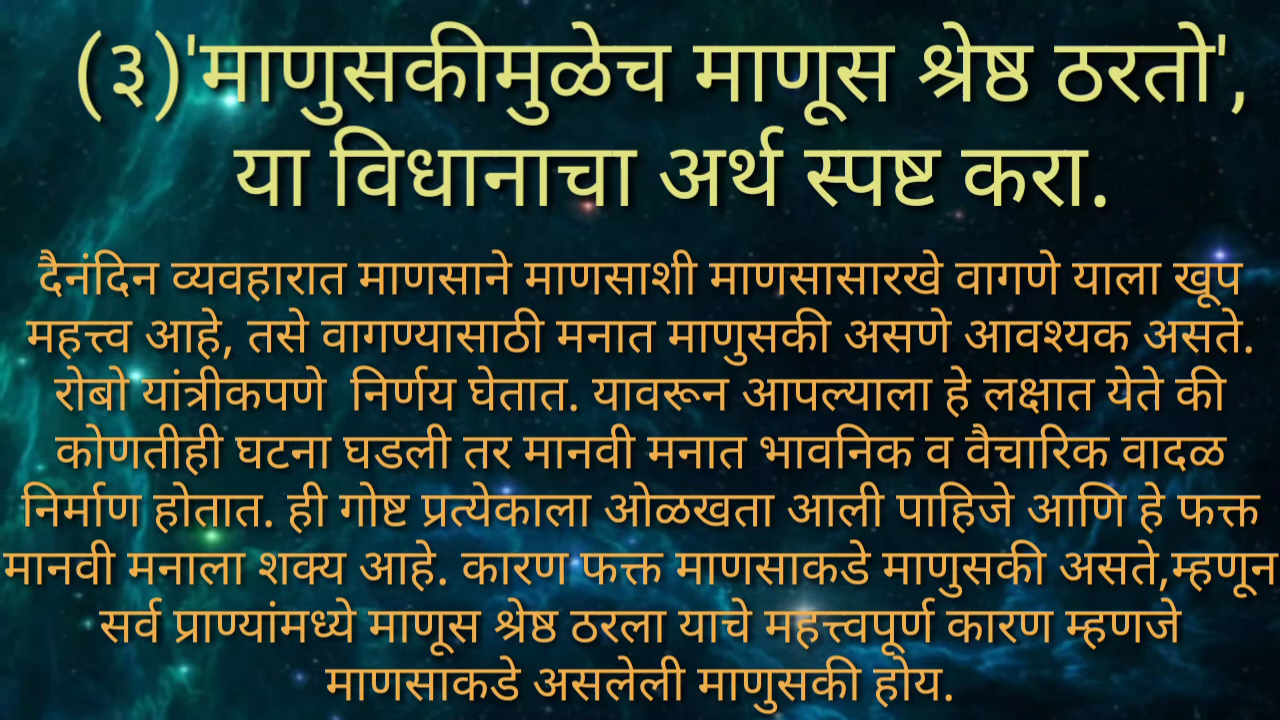 (३)'माणुसकीमुळेच माणूस श्रेष्ठ ठरतो',
या विधानाचा अर्थ स्पष्ट करा.
दैनंदिन व्यवहारात माणसाने माणसाशी माणसासारखे वागणे याला खूप
महत्त्व आहे, तसे वागण्यासाठी मनात माणुसकी असणे आवश्यक असते.
रोबो यांत्रीकपणे  निर्णय घेतात. यावरून आपल्याला हे लक्षात येते की
कोणतीही घटना घडली तर मानवी मनात भावनिक व वैचारिक वादळ
निर्माण होतात. ही गोष्ट प्रत्येकाला ओळखता आली पाहिजे आणि हे फक्त
मानवी मनाला शक्य आहे. कारण फक्त माणसाकडे माणुसकी असते,म्हणून
सर्व प्राण्यांमध्ये माणूस श्रेष्ठ ठरला याचे महत्त्वपूर्ण कारण म्हणजे
माणसाकडे असलेली माणुसकी होय.